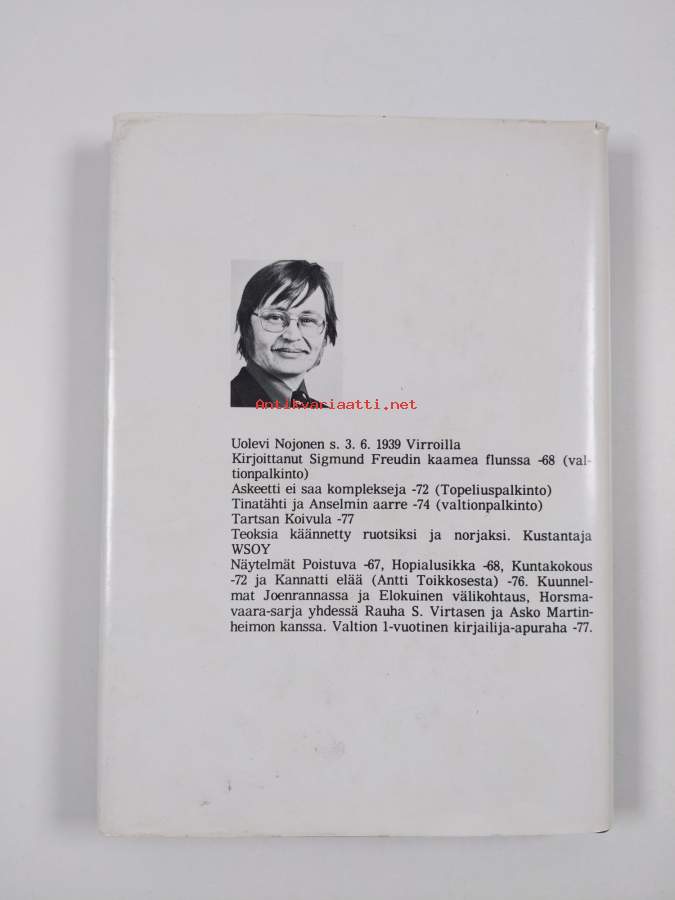 Antikvariaatti.net
Uolevi Nojonen s. 3. 6. 1939 Virroilla
Kirjoittanut Sigmund Freudin kaamea flunssa -68 (val-
tionpalkinto)
Askeetti ei saa komplekseja -72 (Topeliuspalkinto)
Tinatähti ja Anselmin aarre -74 (valtionpalkinto)
Tartsan Koivula -77
Teoksia käännetty ruotsiksi ja norjaksi. Kustantaja
WSOY
Näytelmät Poistuva -67, Hopialusikka -68, Kuntakokous
-72 ja Kannatti elää (Antti Toikkosesta) -76. Kuunnel-
mat Joenrannassa ja Elokuinen välikohtaus, Horsma-
vaara-sarja yhdessä Rauha S. Virtasen ja Asko Martin-
heimon kanssa. Valtion 1-vuotinen kirjailija-apuraha -77.